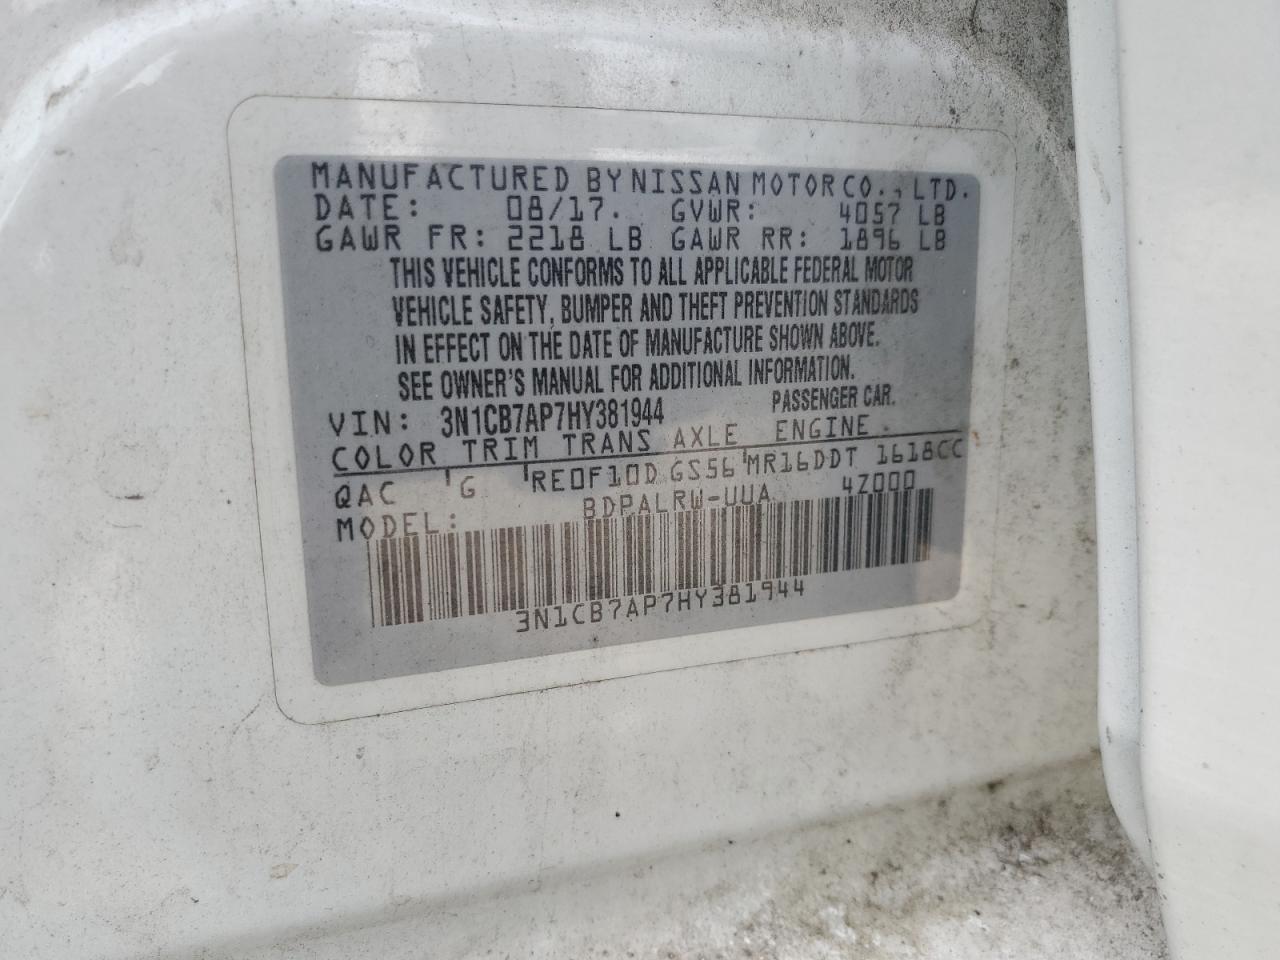 MANUFACTURED BY NISSAN MOTOR CO., LTD.
DATE: 08/17. GVWR: 4057 LB
GAWR FR: 2218 LB GAWR RR: 1896 LB
THIS VEHICLE CONFORMS TO ALL APPLICABLE FEDERAL MOTOR
VEHICLE SAFETY, BUMPER AND THEFT PREVENTION STANDARDS
IN EFFECT ON THE DATE OF MANUFACTURE SHOWN ABOVE.
SEE OWNER'S MANUAL FOR ADDITIONAL INFORMATION.
VIN: 3N1CB7AP7HY381944 PASSENGER CAR.
COLOR TRIM TRANS AXLE ENGINE
QAC G RE0F10D GS56 MR16DDT 1618CC
MODEL: BDPALRW-UUA 4Z000
3N1CB7AP7HY381944